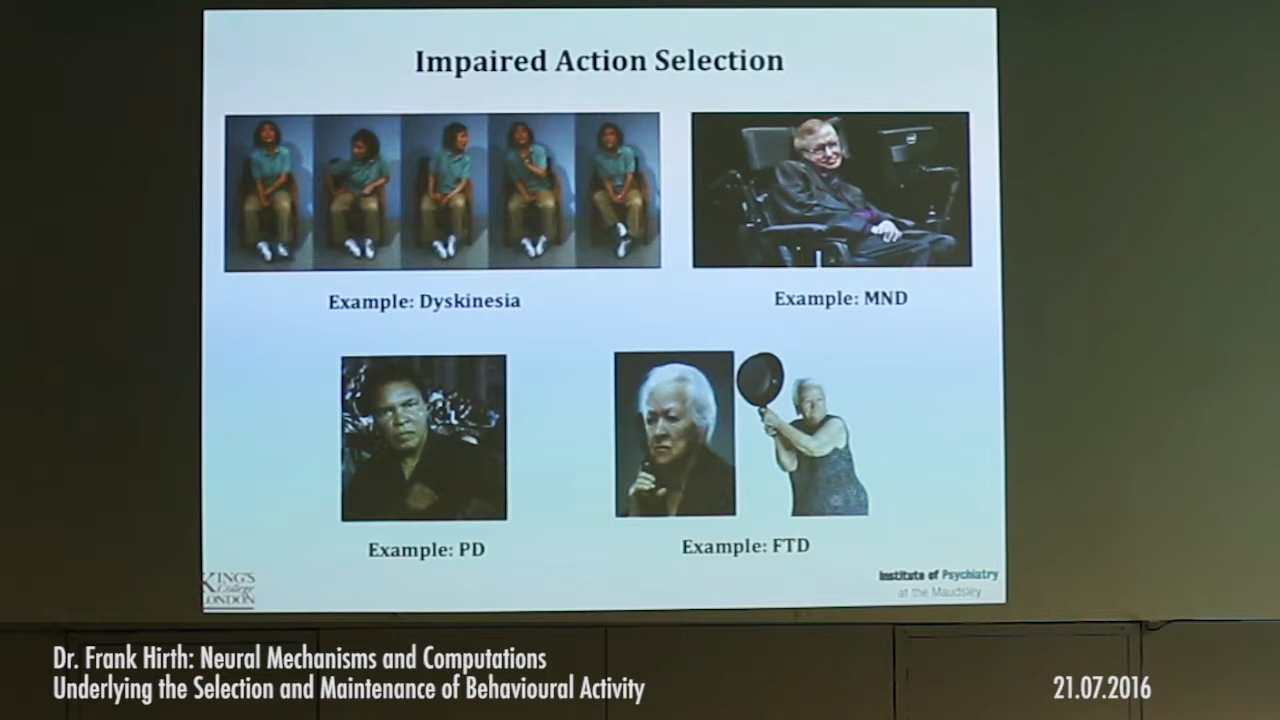 Impaired Action Selection
Example: Dyskinesia
Example: MND
Example: PD
Example: FTD
KING'S
College
LONDON
Institute of Psychiatry
at the Maudsley
Dr. Frank Hirth: Neural Mechanisms and Computations
Underlying the Selection and Maintenance of Behavioural Activity
21.07.2016